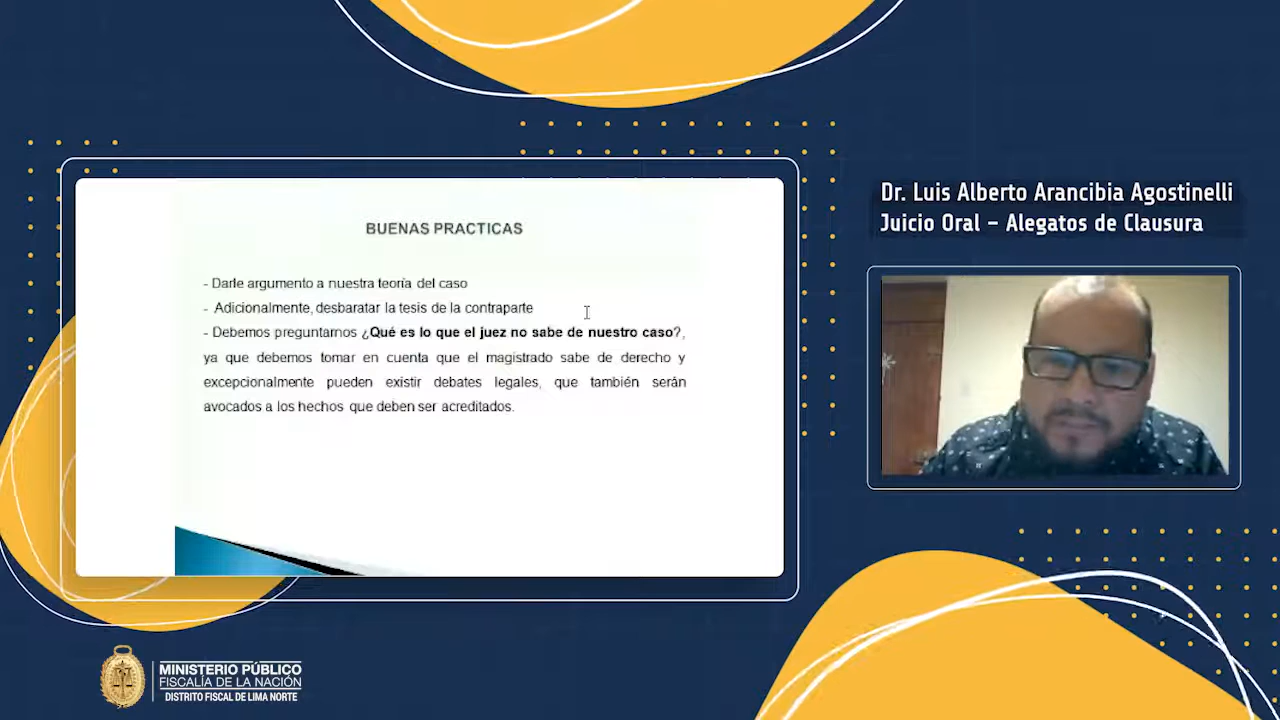 BUENAS PRACTICAS
- Darle argumento a nuestra teoría del caso
- Adicionalmente, desbaratar la tesis de la contraparte
- Debemos preguntarnos ¿Qué es lo que el juez no sabe de nuestro caso?,
ya que debemos tomar en cuenta que el magistrado sabe de derecho y
excepcionalmente pueden existir debates legales, que también serán
avocados a los hechos que deben ser acreditados.
Dr. Luis Alberto Arancibia Agostinelli
Juicio Oral – Alegatos de Clausura
MINISTERIO PÚBLICO
FISCALÍA DE LA NACIÓN
DISTRITO FISCAL DE LIMA NORTE